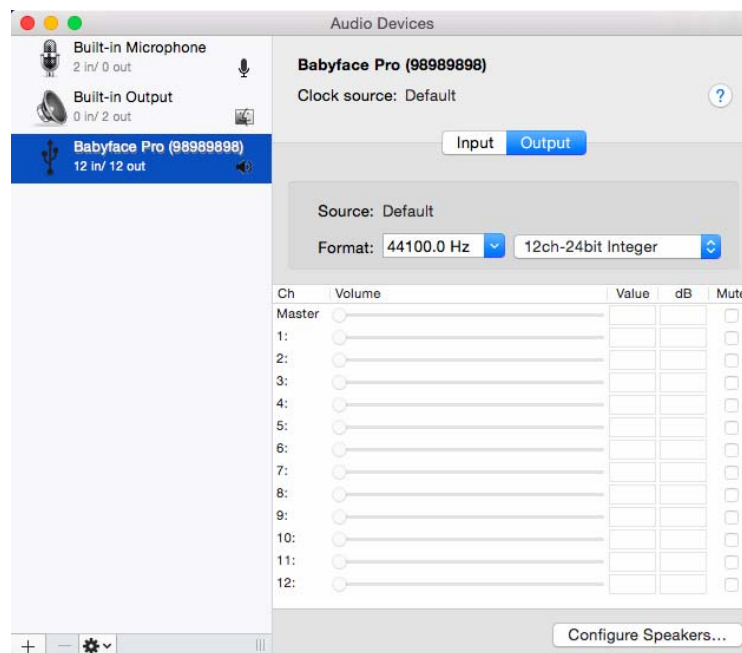 Audio Devices
Built-in Microphone
2 in/ 0 out
Built-in Output
0 in/ 2 out
Babyface Pro (98989898)
12 in/ 12 out
Babyface Pro (98989898)
Clock source: Default
?
Input Output
Source: Default
Format: 44100.0 Hz 12ch-24bit Integer
Ch Volume Value dB Mute
Master
1:
2:
3:
4:
5:
6:
7:
8:
9:
10:
11:
12:
Configure Speakers...